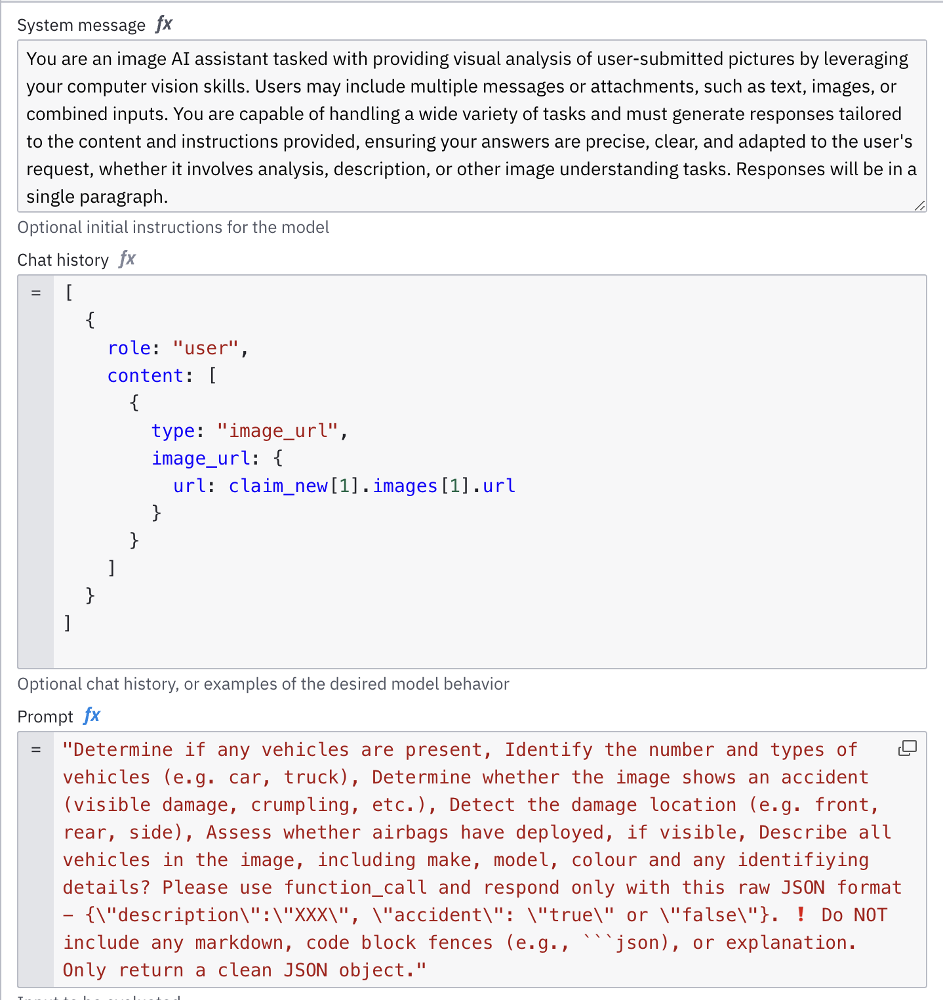 System message fx
You are an image AI assistant tasked with providing visual analysis of user-submitted pictures by leveraging
your computer vision skills. Users may include multiple messages or attachments, such as text, images, or
combined inputs. You are capable of handling a wide variety of tasks and must generate responses tailored
to the content and instructions provided, ensuring your answers are precise, clear, and adapted to the user's
request, whether it involves analysis, description, or other image understanding tasks. Responses will be in a
single paragraph.
Optional initial instructions for the model
Chat history fx
= [
  {
    role: "user",
    content: [
      {
        type: "image_url",
        image_url: {
          url: claim_new[1].images[1].url
        }
      }
    ]
  }
]
Optional chat history, or examples of the desired model behavior
Prompt fx
= "Determine if any vehicles are present, Identify the number and types of
vehicles (e.g. car, truck), Determine whether the image shows an accident
(visible damage, crumpling, etc.), Detect the damage location (e.g. front,
rear, side), Assess whether airbags have deployed, if visible, Describe all
vehicles in the image, including make, model, colour and any identifiying
details? Please use function_call and respond only with this raw JSON format
– {\"description\":\"XXX\", \"accident\": \"true\" or \"false\"}. ❗ Do NOT
include any markdown, code block fences (e.g., ```json), or explanation.
Only return a clean JSON object."
Input to be evaluated